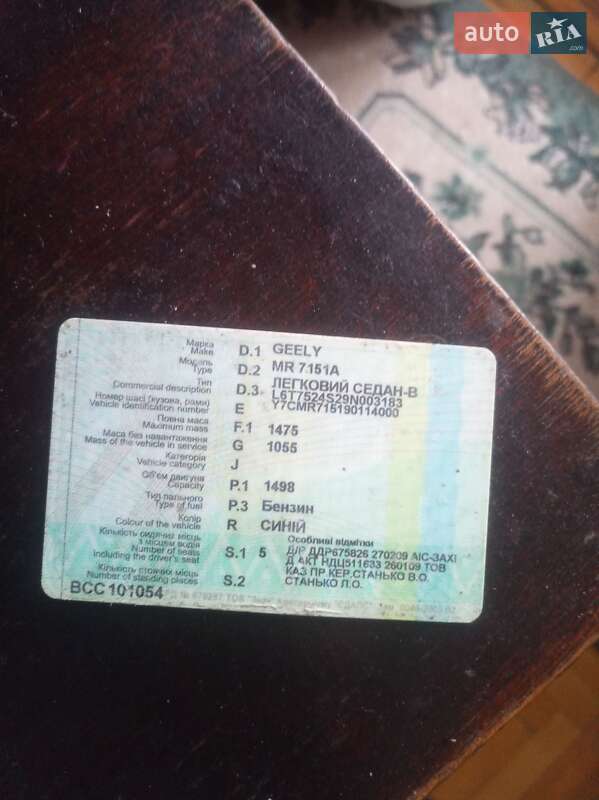 auto RIA .com
Марка
Make D.1 GEELY
Модель
Type D.2 MR 7151A
Тип
Commercial description D.3 ЛЕГКОВИЙ СЕДАН-В
Номер шасі (кузова, рами) L6T7524S29N003183
Vehicle identification number E Y7CMR715190114000
Повна маса
Maximum mass F.1 1475
Маса без навантаження
Mass of the vehicle in service G 1055
Категорія
Vehicle category J
Об'єм двигуна
Capacity P.1 1498
Тип пального
Type of fuel P.3 Бензин
Колір
Colour of the vehicle R СИНІЙ
Кількість сидячих місць Особливі відмітки
з місцем водія
Number of seats S.1 5 Д/Р ДДР675826 270209 АІС-ЗАХІ
including the driver's seat Д АКТ НДЦ511633 260109 ТОВ
Кількість стоячих місць КАЗ ПР.КЕР.СТАНЬКО В.О.
Number of standing places S.2 СТАНЬКО Л.О.
ВСС 101054